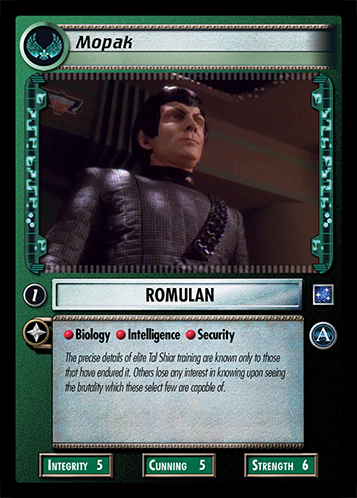 Mopak
1 ROMULAN
Biology Intelligence Security
A
The precise details of elite Tal Shiar training are known only to those
that have endured it. Others lose any interest in knowing upon seeing
the brutality which these select few are capable of.
INTEGRITY 5 CUNNING 5 STRENGTH 6